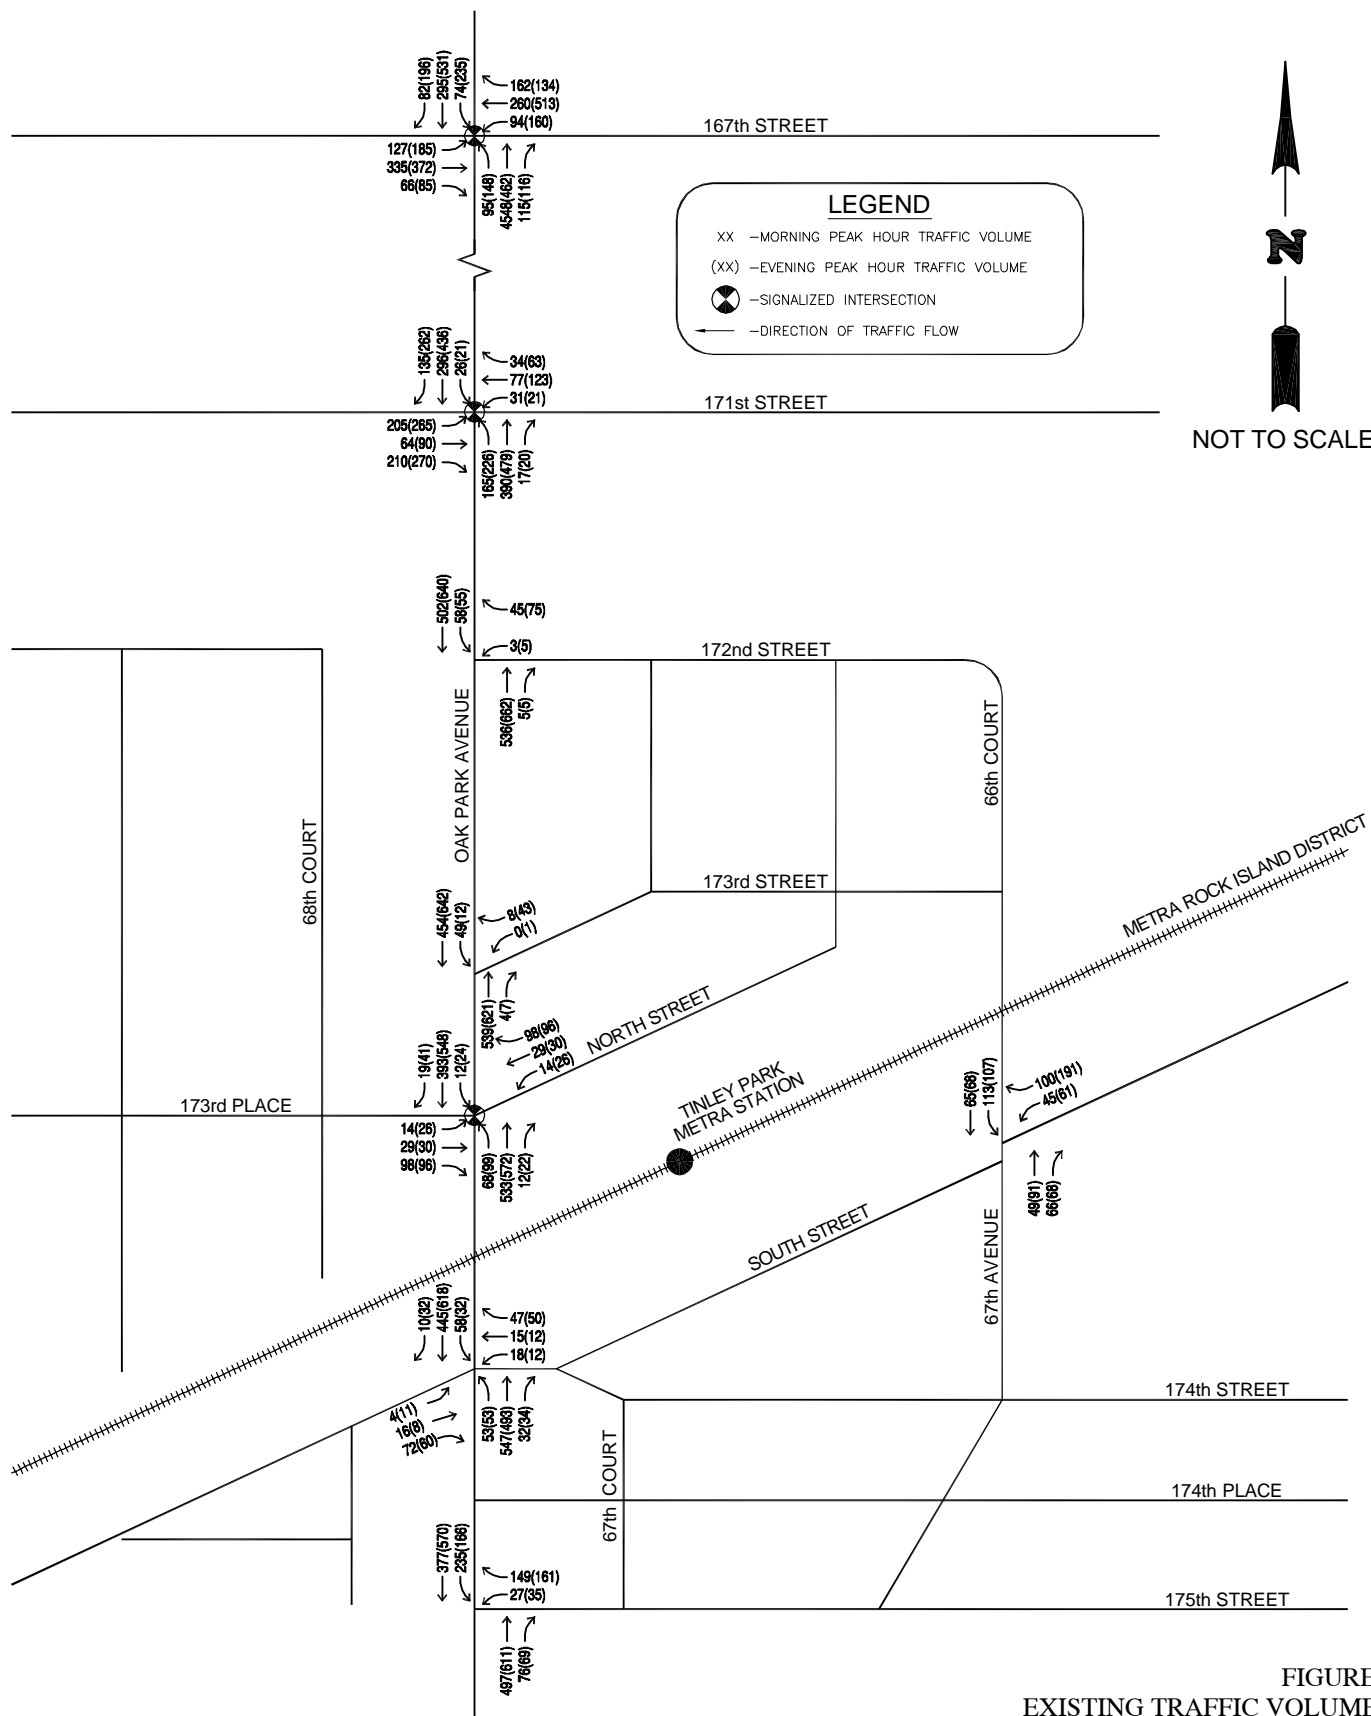 82(196)
295(531)
74(235)
162(134)
260(513)
94(160)
167th STREET
127(185)
335(372)
66(85)
95(148)
4548(462)
115(116)
LEGEND
XX –MORNING PEAK HOUR TRAFFIC VOLUME
(XX) –EVENING PEAK HOUR TRAFFIC VOLUME
–SIGNALIZED INTERSECTION
–DIRECTION OF TRAFFIC FLOW
N
NOT TO SCALE
135(262)
296(436)
26(21)
34(63)
77(123)
31(21)
171st STREET
205(265)
64(90)
210(270)
165(226)
390(479)
17(20)
502(640)
58(55)
45(75)
3(5)
172nd STREET
536(662)
5(5)
OAK PARK AVENUE
66th COURT
68th COURT
173rd STREET
METRA ROCK ISLAND DISTRICT
454(642)
49(12)
8(43)
0(1)
539(621)
4(7)
NORTH STREET
98(96)
29(30)
14(26)
19(41)
393(548)
12(24)
173rd PLACE
14(26)
29(30)
98(96)
68(99)
533(572)
12(22)
TINLEY PARK
METRA STATION
65(68)
113(107)
100(191)
45(61)
49(91)
66(68)
SOUTH STREET
67th AVENUE
10(32)
445(618)
58(32)
47(50)
15(12)
18(12)
4(11)
16(8)
72(60)
53(53)
547(493)
32(34)
174th STREET
67th COURT
174th PLACE
377(570)
235(166)
149(161)
27(35)
175th STREET
497(611)
76(69)
FIGURE
EXISTING TRAFFIC VOLUME